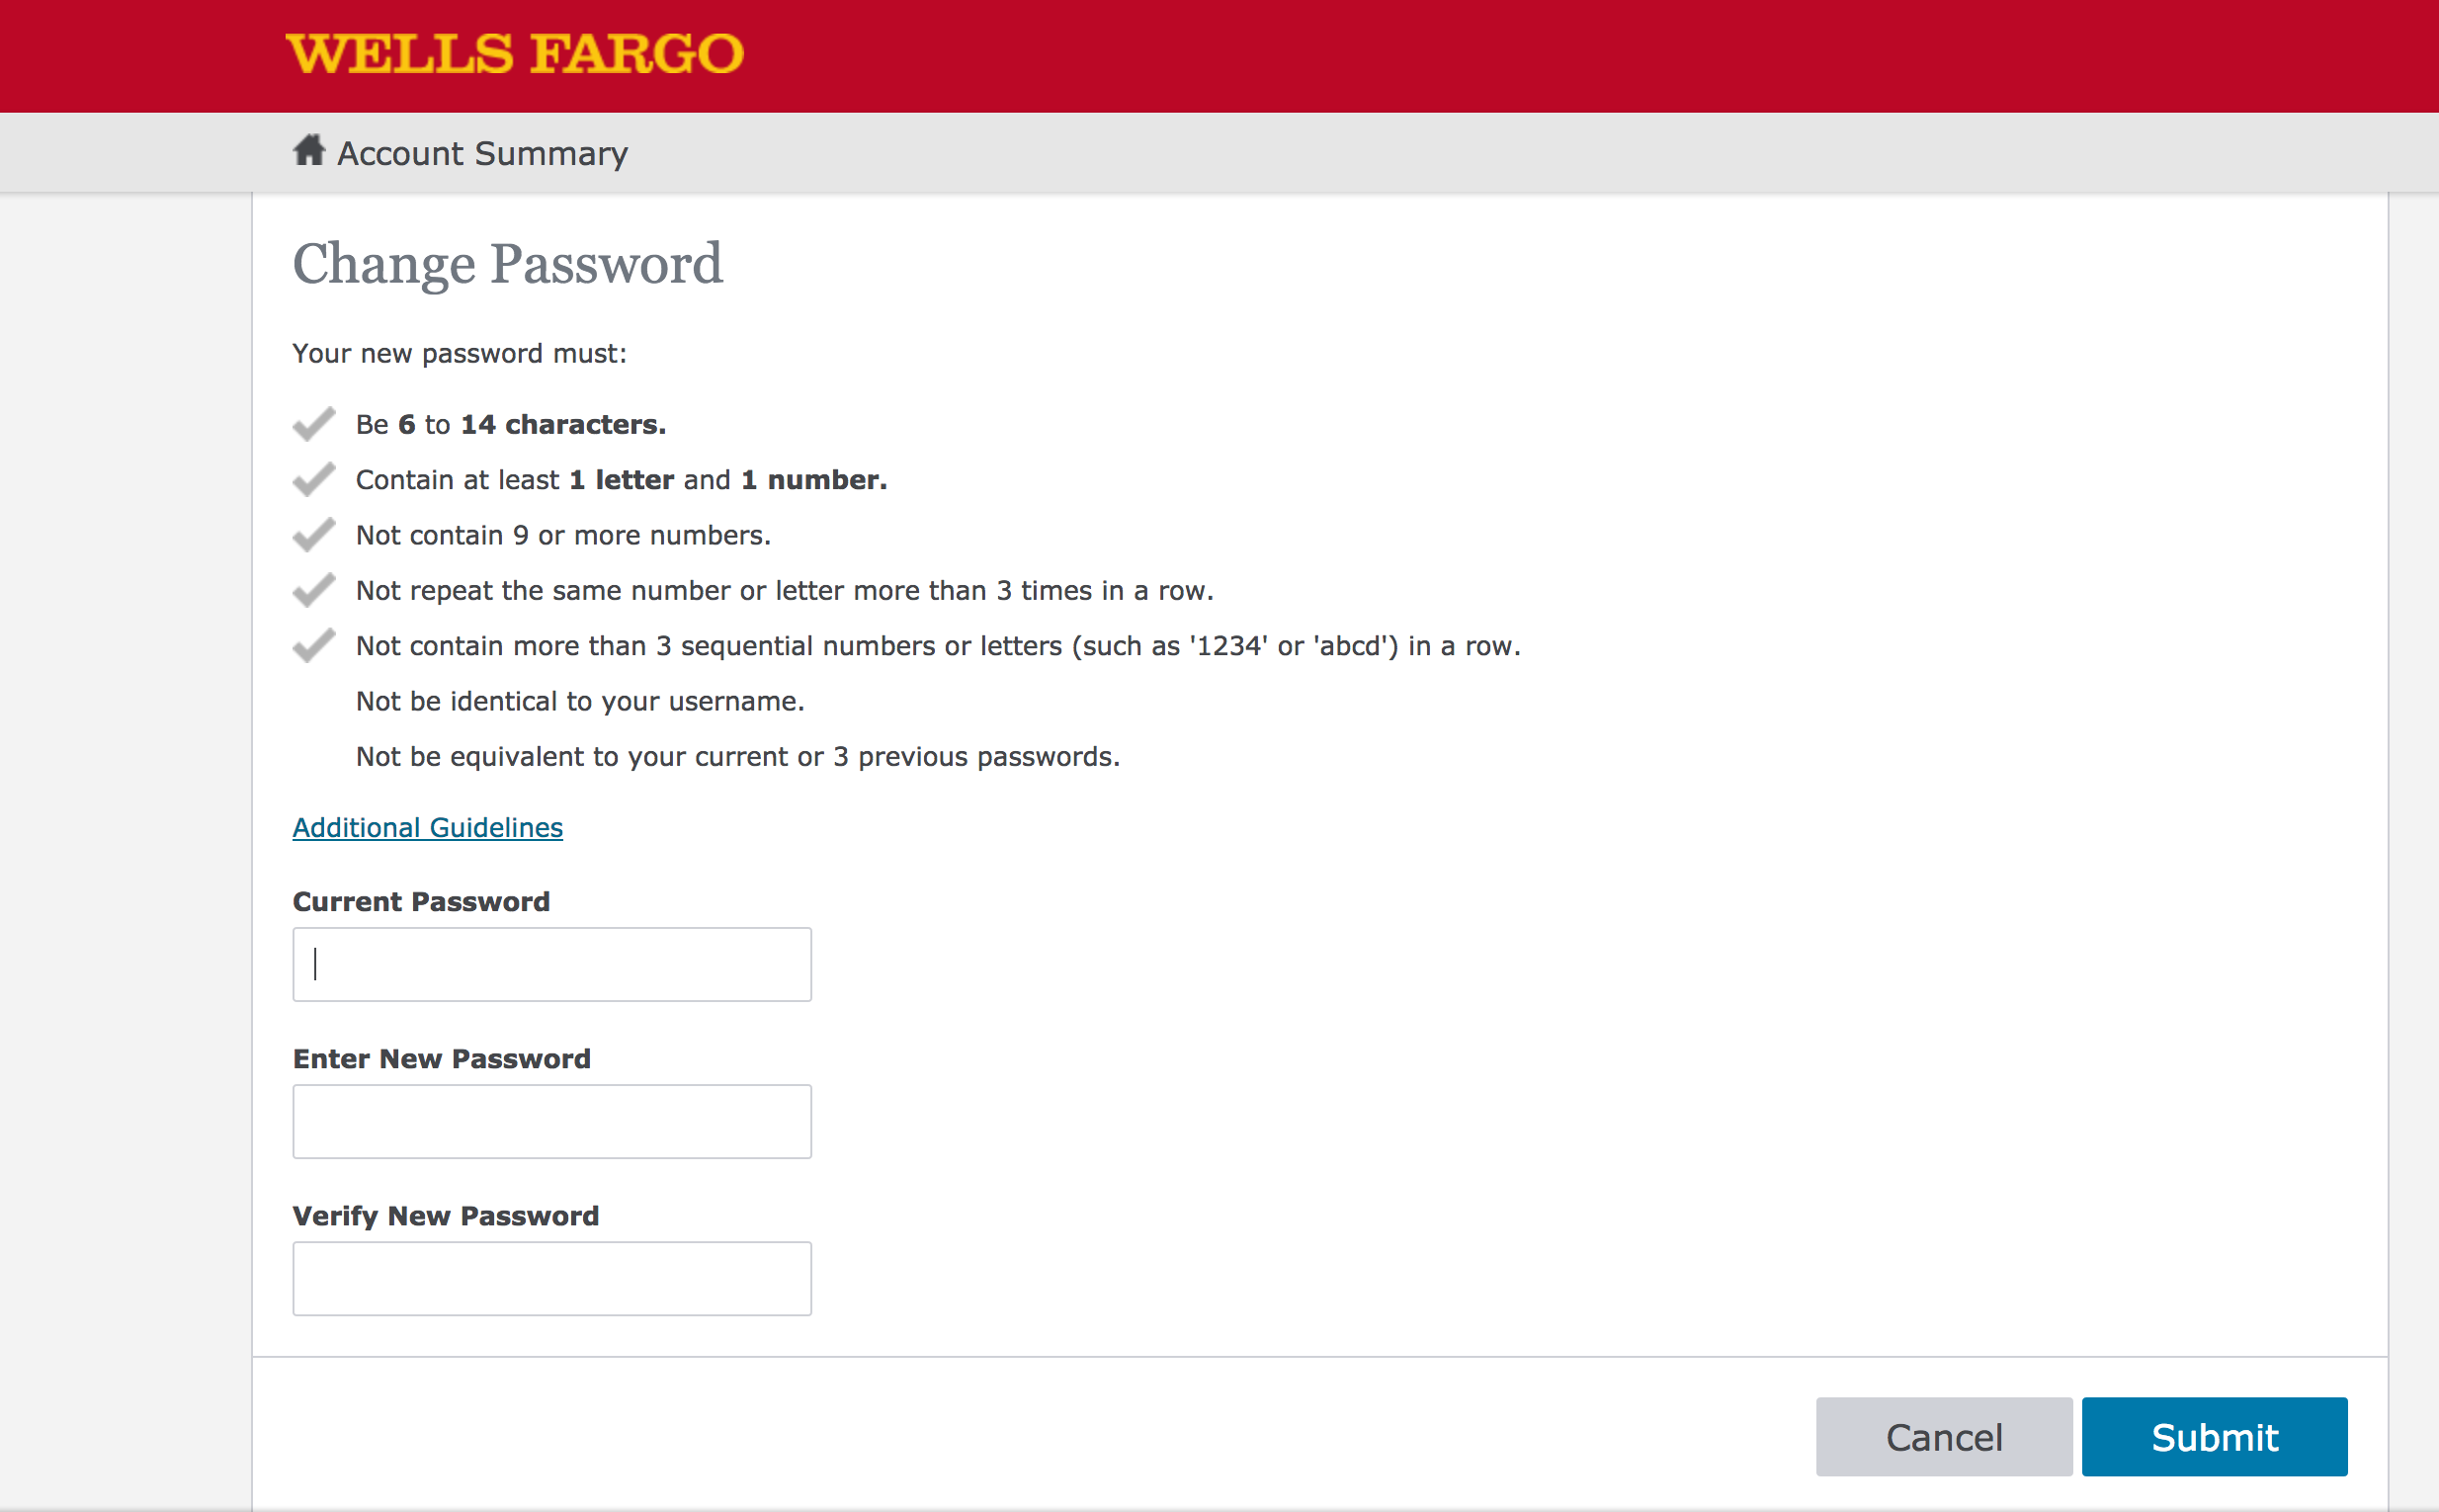 WELLS FARGO
Account Summary
Change Password
Your new password must:
Be 6 to 14 characters.
Contain at least 1 letter and 1 number.
Not contain 9 or more numbers.
Not repeat the same number or letter more than 3 times in a row.
Not contain more than 3 sequential numbers or letters (such as '1234' or 'abcd') in a row.
Not be identical to your username.
Not be equivalent to your current or 3 previous passwords.
Additional Guidelines
Current Password
Enter New Password
Verify New Password
Cancel Submit